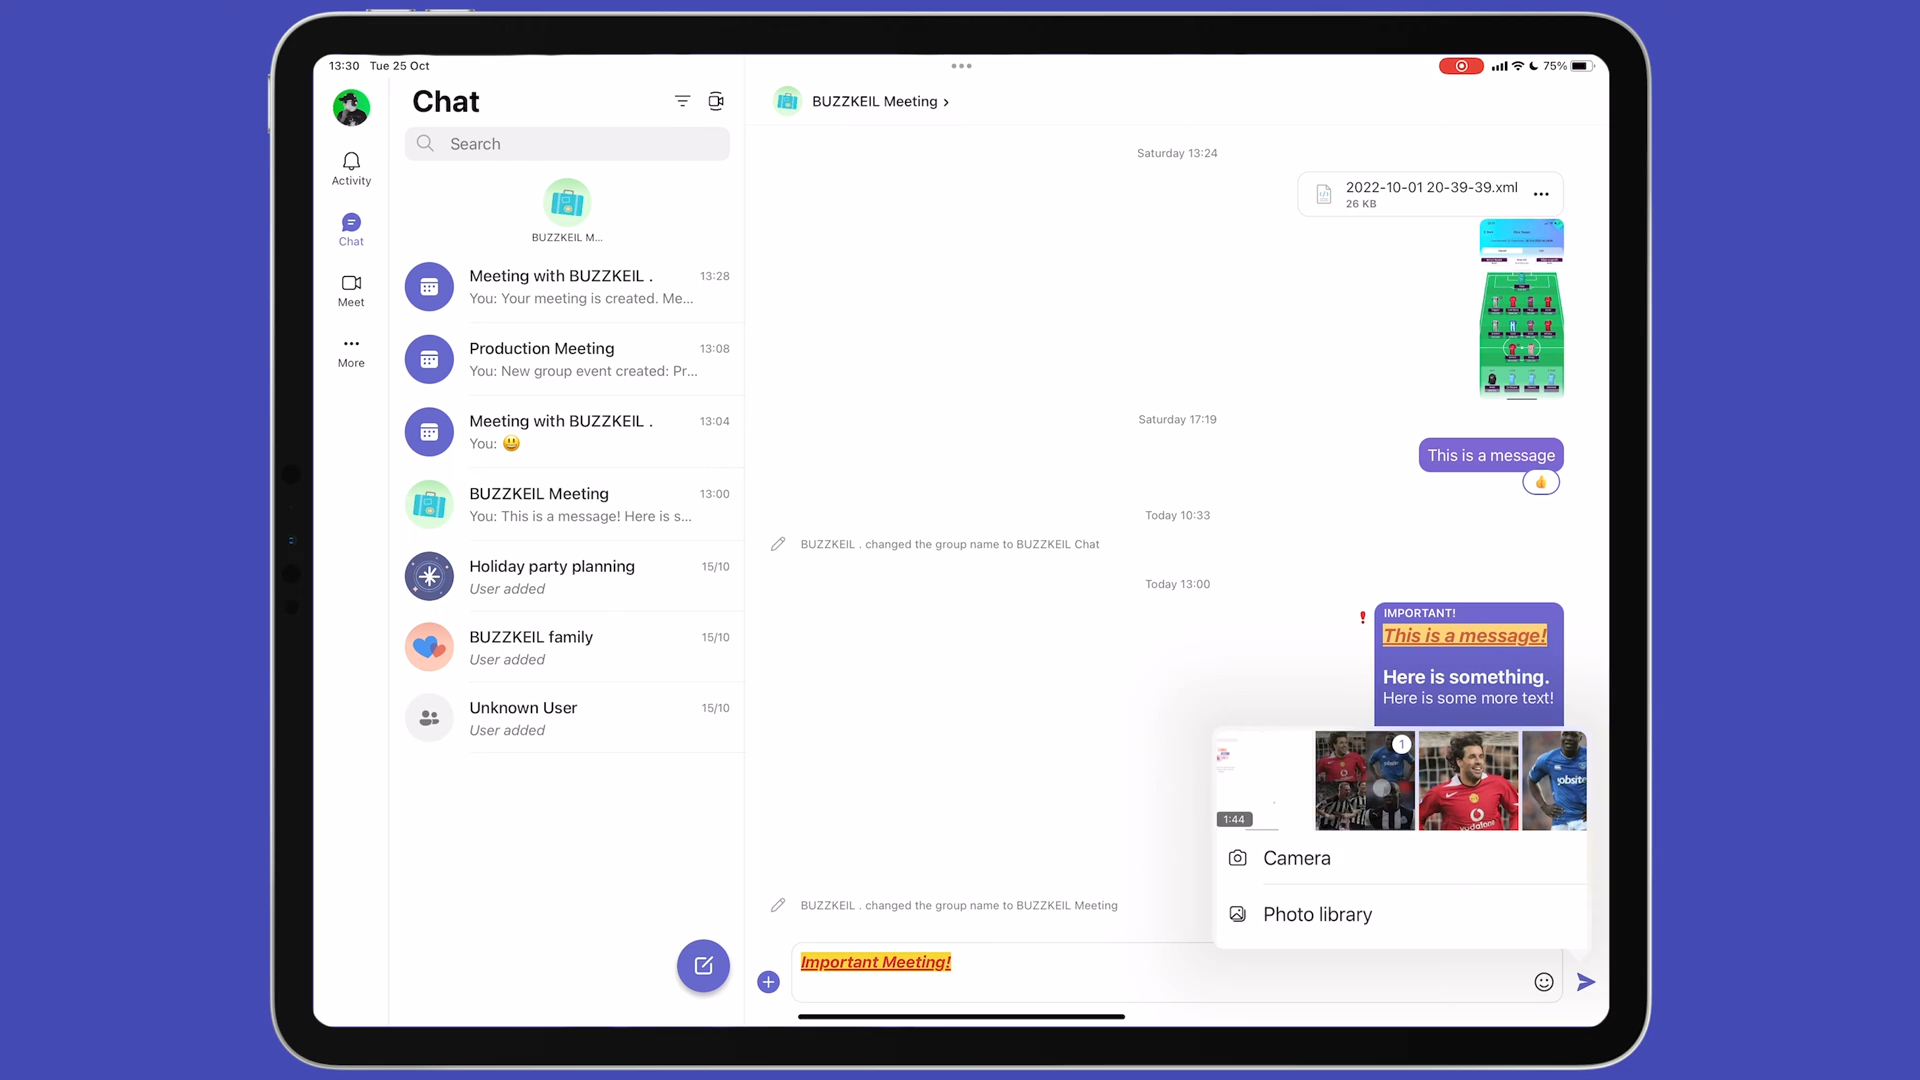 13:30 Tue 25 Oct
75%
Activity
Chat
Meet
More
Chat
Search
BUZZKEIL M...
Meeting with BUZZKEIL . 13:28
You: Your meeting is created. Me...
Production Meeting 13:08
You: New group event created: Pr...
Meeting with BUZZKEIL . 13:04
You: 😃
BUZZKEIL Meeting 13:00
You: This is a message! Here is s...
Holiday party planning 15/10
User added
BUZZKEIL family 15/10
User added
Unknown User 15/10
User added
BUZZKEIL Meeting ›
Saturday 13:24
2022-10-01 20-39-39.xml
26 KB
Saturday 17:19
This is a message
Today 10:33
BUZZKEIL . changed the group name to BUZZKEIL Chat
Today 13:00
IMPORTANT!
This is a message!
Here is something.
Here is some more text!
1
1:44
vodafone
jobsite
Camera
Photo library
BUZZKEIL . changed the group name to BUZZKEIL Meeting
Important Meeting!